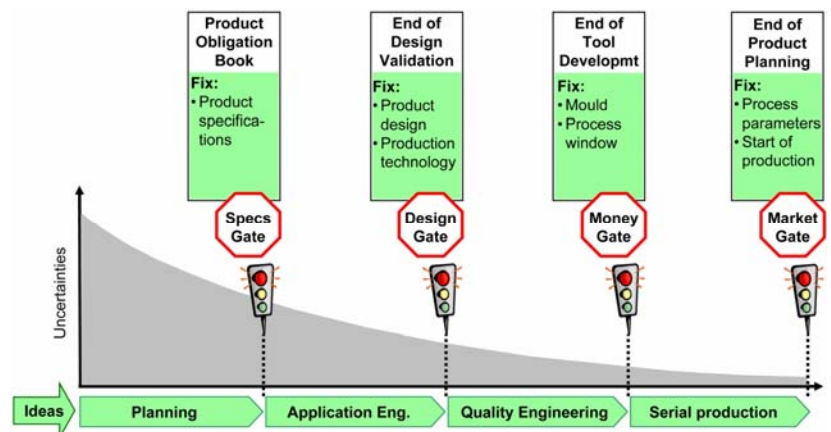 Product
Obligation
Book
Fix:
• Product
specifica-
tions
End of
Design
Validation
Fix:
• Product
design
• Production
technology
End of
Tool
Developmt
Fix:
• Mould
• Process
window
End of
Product
Planning
Fix:
• Process
parameters
• Start of
production
Specs
Gate
Design
Gate
Money
Gate
Market
Gate
Uncertainties
Ideas
Planning
Application Eng.
Quality Engineering
Serial production